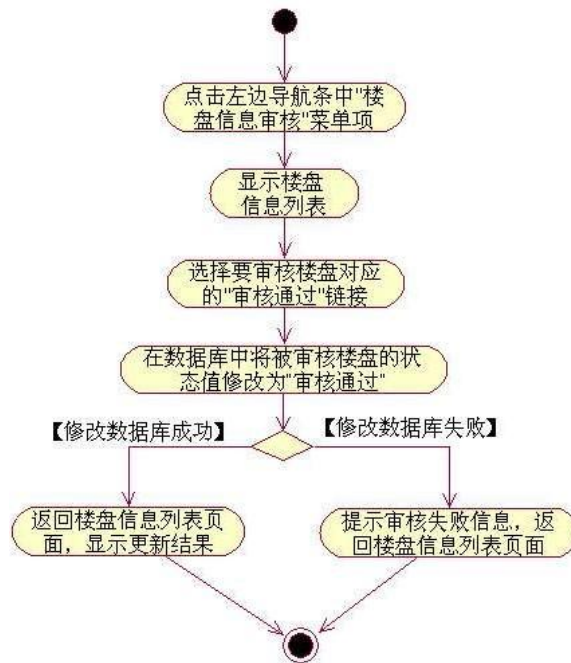 点击左边导航条中"楼
盘信息审核"菜单项
显示楼盘
信息列表
选择要审核楼盘对应
的"审核通过"链接
在数据库中将被审核楼盘的状
态值修改为"审核通过"
【修改数据库成功】
【修改数据库失败】
返回楼盘信息列表页
面，显示更新结果
提示审核失败信息，返
回楼盘信息列表页面